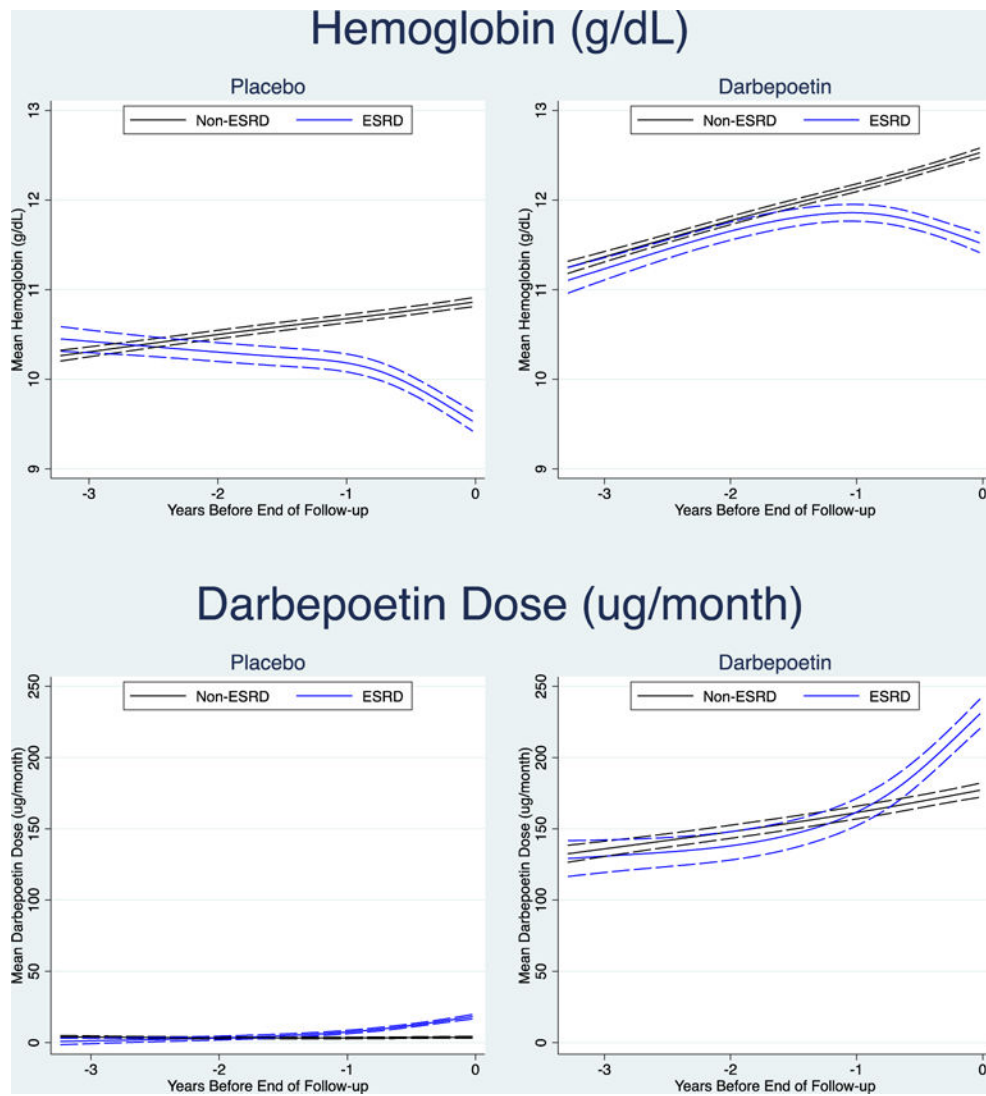 Hemoglobin (g/dL)
Placebo
Non-ESRD ESRD
Mean Hemoglobin (g/dL)
13
12
11
10
9
-3 -2 -1 0
Years Before End of Follow-up
Darbepoetin
Non-ESRD ESRD
Mean Hemoglobin (g/dL)
13
12
11
10
9
-3 -2 -1 0
Years Before End of Follow-up
Darbepoetin Dose (ug/month)
Placebo
Non-ESRD ESRD
Mean Darbepoetin Dose (ug/month)
250
200
150
100
50
0
-3 -2 -1 0
Years Before End of Follow-up
Darbepoetin
Non-ESRD ESRD
Mean Darbepoetin Dose (ug/month)
250
200
150
100
50
0
-3 -2 -1 0
Years Before End of Follow-up